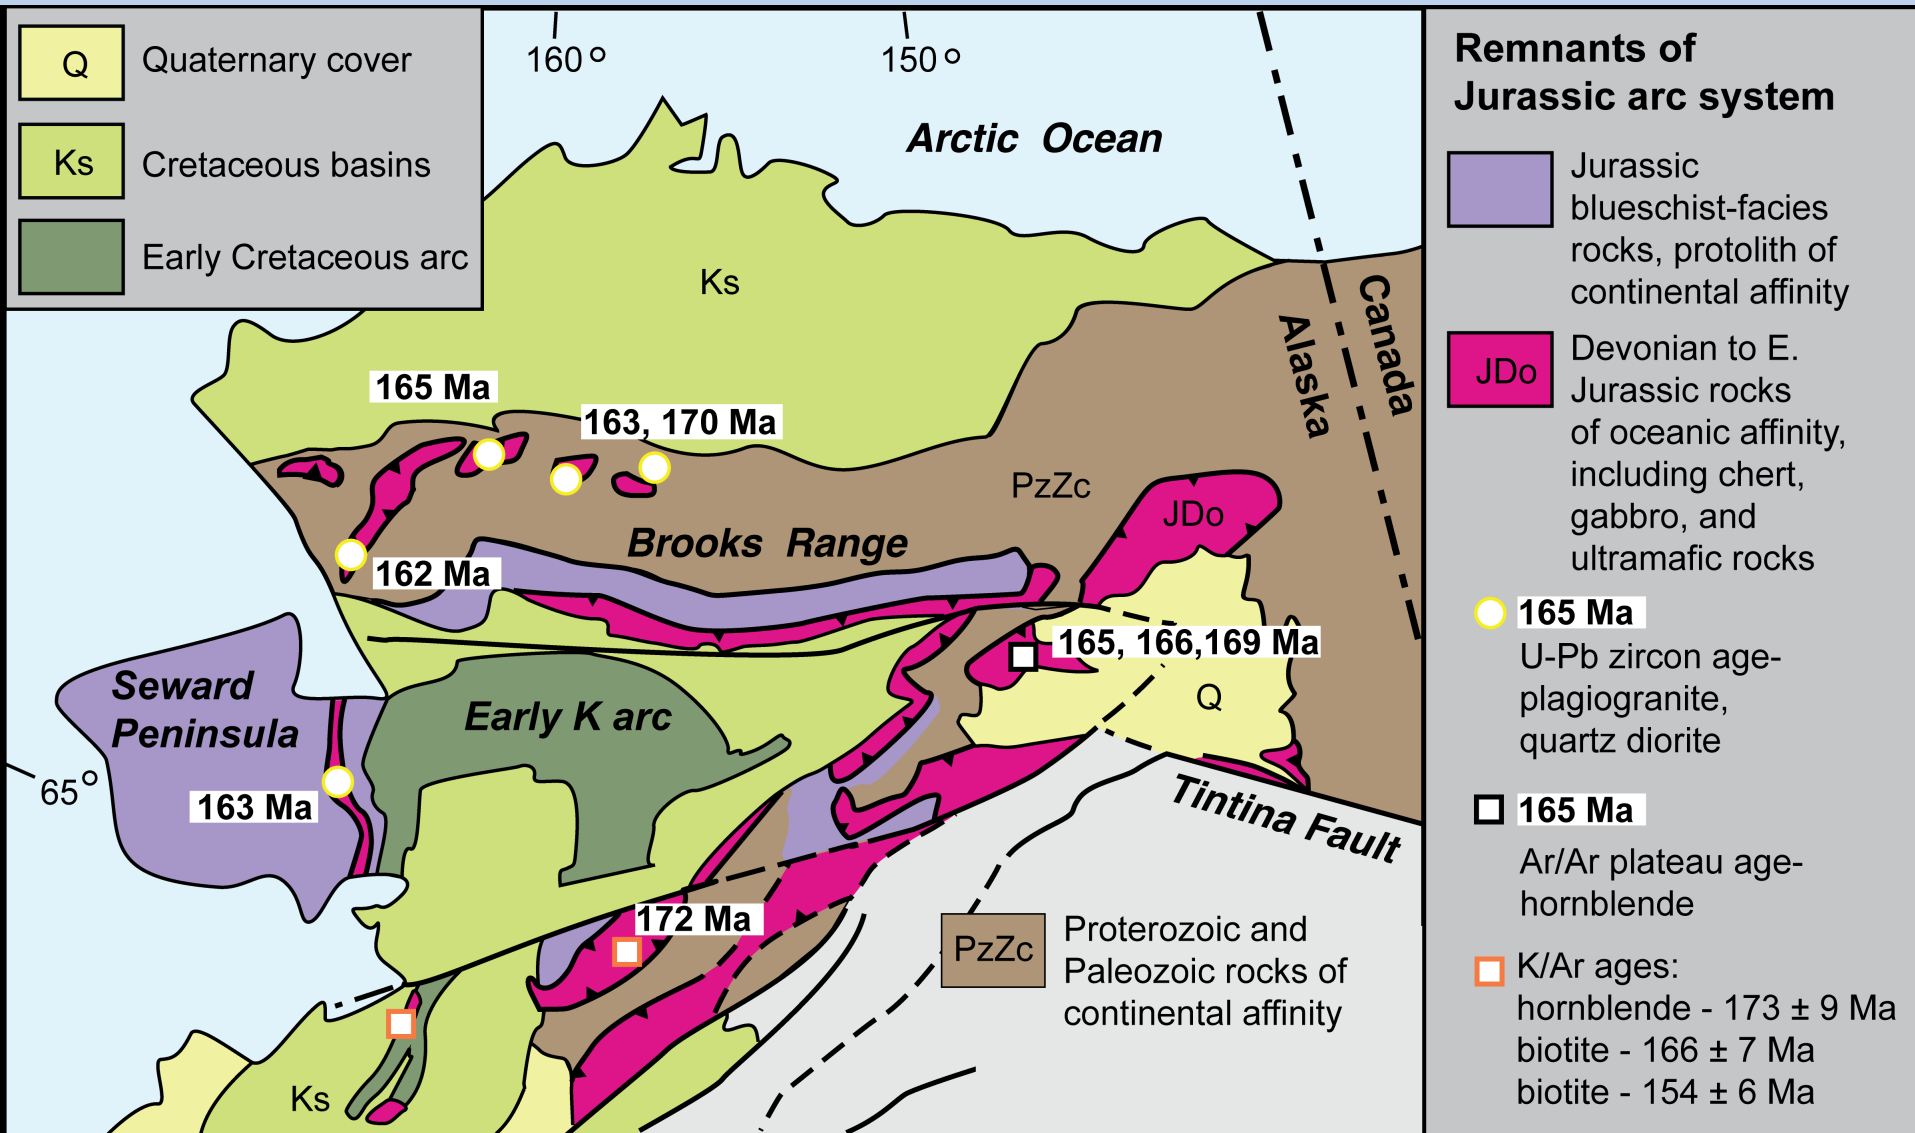 Q
Quaternary cover
Ks
Cretaceous basins
Early Cretaceous arc
160°
150°
Arctic Ocean
Ks
Canada
Alaska
165 Ma
163, 170 Ma
PzZc
JDo
Brooks Range
162 Ma
165, 166,169 Ma
Seward
Peninsula
Early K arc
Q
65°
163 Ma
Tintina Fault
172 Ma
PzZc
Proterozoic and
Paleozoic rocks of
continental affinity
Ks
Remnants of
Jurassic arc system
Jurassic
blueschist-facies
rocks, protolith of
continental affinity
JDo
Devonian to E.
Jurassic rocks
of oceanic affinity,
including chert,
gabbro, and
ultramafic rocks
165 Ma
U-Pb zircon age-
plagiogranite,
quartz diorite
165 Ma
Ar/Ar plateau age-
hornblende
K/Ar ages:
hornblende - 173 ± 9 Ma
biotite - 166 ± 7 Ma
biotite - 154 ± 6 Ma